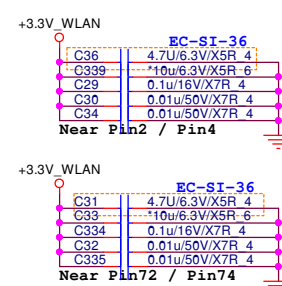 +3.3V_WLAN
EC-SI-36
C36 4.7U/6.3V/X5R_4
C339 *10u/6.3V/X5R_6
C29 0.1u/16V/X7R_4
C30 0.01u/50V/X7R_4
C34 0.01u/50V/X7R_4
Near Pin2 / Pin4
+3.3V_WLAN
EC-SI-36
C31 4.7U/6.3V/X5R_4
C33 *10u/6.3V/X5R_6
C334 0.1u/16V/X7R_4
C32 0.01u/50V/X7R_4
C335 0.01u/50V/X7R_4
Near Pin72 / Pin74